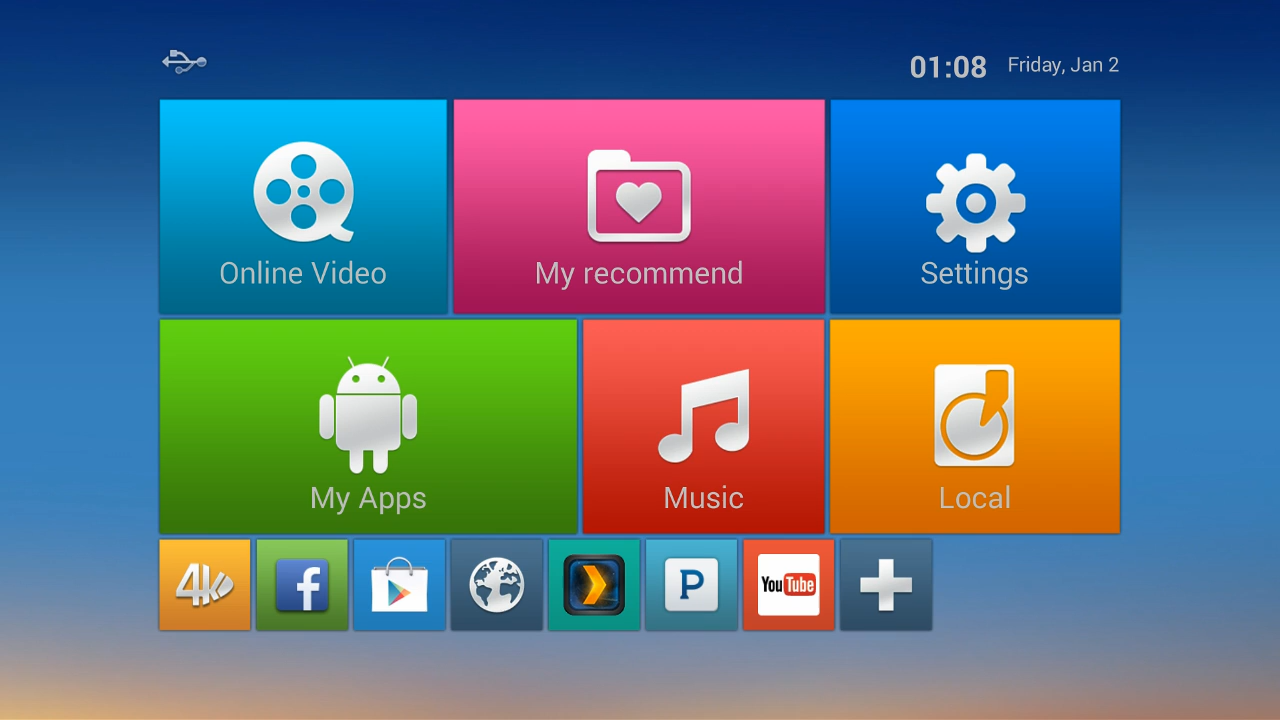 01:08 Friday, Jan 2
Online Video
My recommend
Settings
My Apps
Music
Local
4K
f
P
YouTube